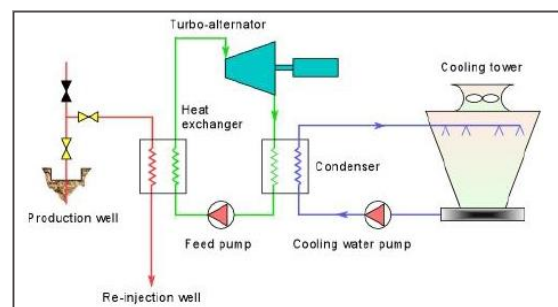 Turbo-alternator
Cooling tower
Heat
exchanger
Condenser
Production well
Feed pump
Cooling water pump
Re-injection well